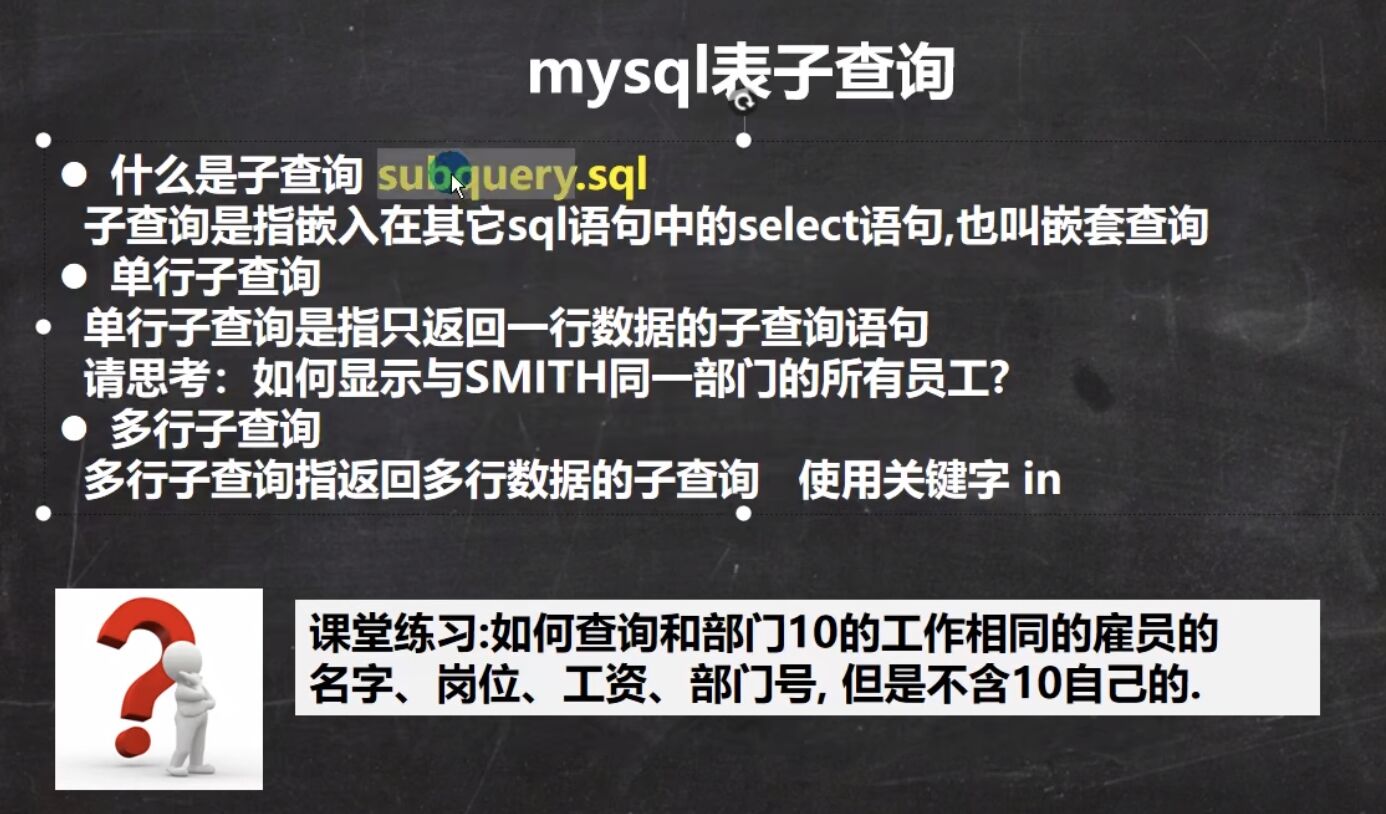 mysql表子查询
什么是子查询 subquery.sql
子查询是指嵌入在其它sql语句中的select语句,也叫嵌套查询
单行子查询
单行子查询是指只返回一行数据的子查询语句
请思考：如何显示与SMITH同一部门的所有员工?
多行子查询
多行子查询指返回多行数据的子查询 使用关键字 in
课堂练习:如何查询和部门10的工作相同的雇员的
名字、岗位、工资、部门号, 但是不含10自己的.